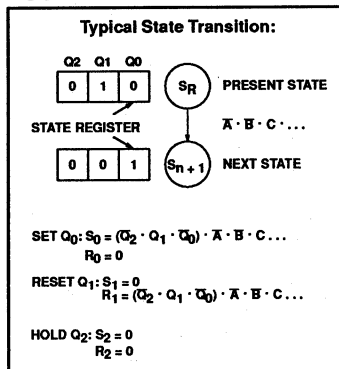 Typical State Transition:
Q2 Q1 Q0
0 1 0
S_R
PRESENT STATE
STATE REGISTER
A̅ · B̅ · C · ...
0 0 1
S_{n + 1}
NEXT STATE
SET Q₀: S₀ = (Q̅₂ · Q₁ · Q̅₀) · A̅ · B̅ · C . . .
R₀ = 0
RESET Q₁: S₁ = 0
R₁ = (Q̅₂ · Q₁ · Q̅₀) · A̅ · B̅ · C . . .
HOLD Q₂: S₂ = 0
R₂ = 0